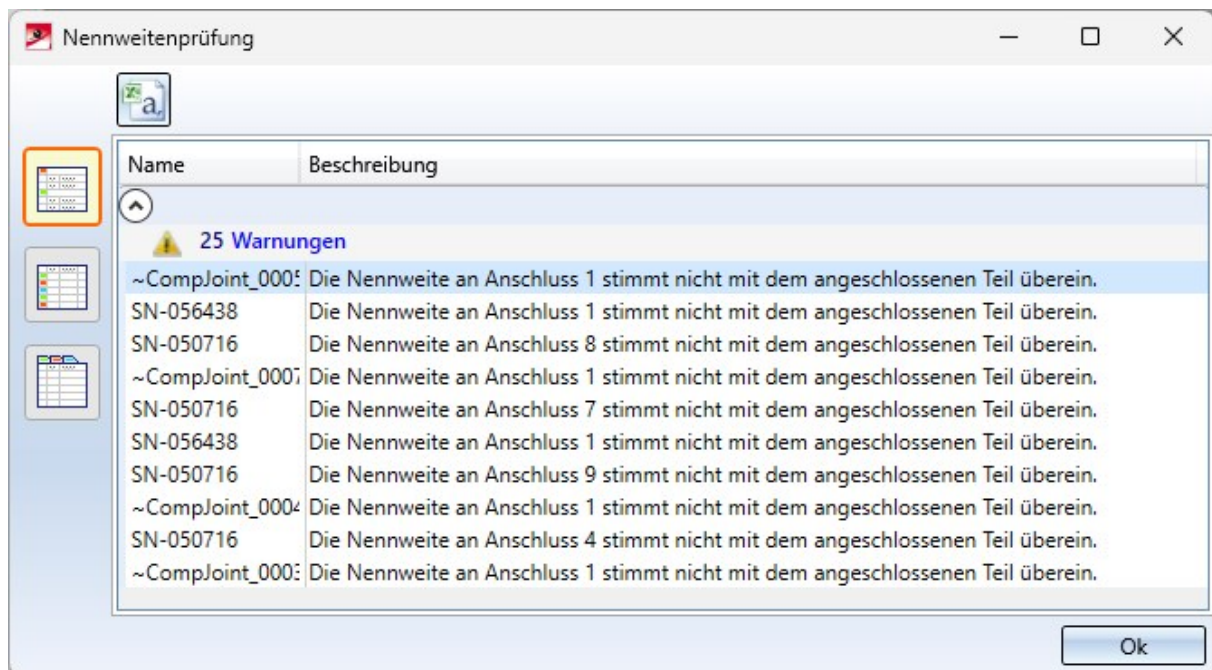 Nennweitenprüfung
Name Beschreibung
25 Warnungen
~CompJoint_0005 Die Nennweite an Anschluss 1 stimmt nicht mit dem angeschlossenen Teil überein.
SN-056438 Die Nennweite an Anschluss 1 stimmt nicht mit dem angeschlossenen Teil überein.
SN-050716 Die Nennweite an Anschluss 8 stimmt nicht mit dem angeschlossenen Teil überein.
~CompJoint_0007 Die Nennweite an Anschluss 1 stimmt nicht mit dem angeschlossenen Teil überein.
SN-050716 Die Nennweite an Anschluss 7 stimmt nicht mit dem angeschlossenen Teil überein.
SN-056438 Die Nennweite an Anschluss 1 stimmt nicht mit dem angeschlossenen Teil überein.
SN-050716 Die Nennweite an Anschluss 9 stimmt nicht mit dem angeschlossenen Teil überein.
~CompJoint_0004 Die Nennweite an Anschluss 1 stimmt nicht mit dem angeschlossenen Teil überein.
SN-050716 Die Nennweite an Anschluss 4 stimmt nicht mit dem angeschlossenen Teil überein.
~CompJoint_0003 Die Nennweite an Anschluss 1 stimmt nicht mit dem angeschlossenen Teil überein.
Ok